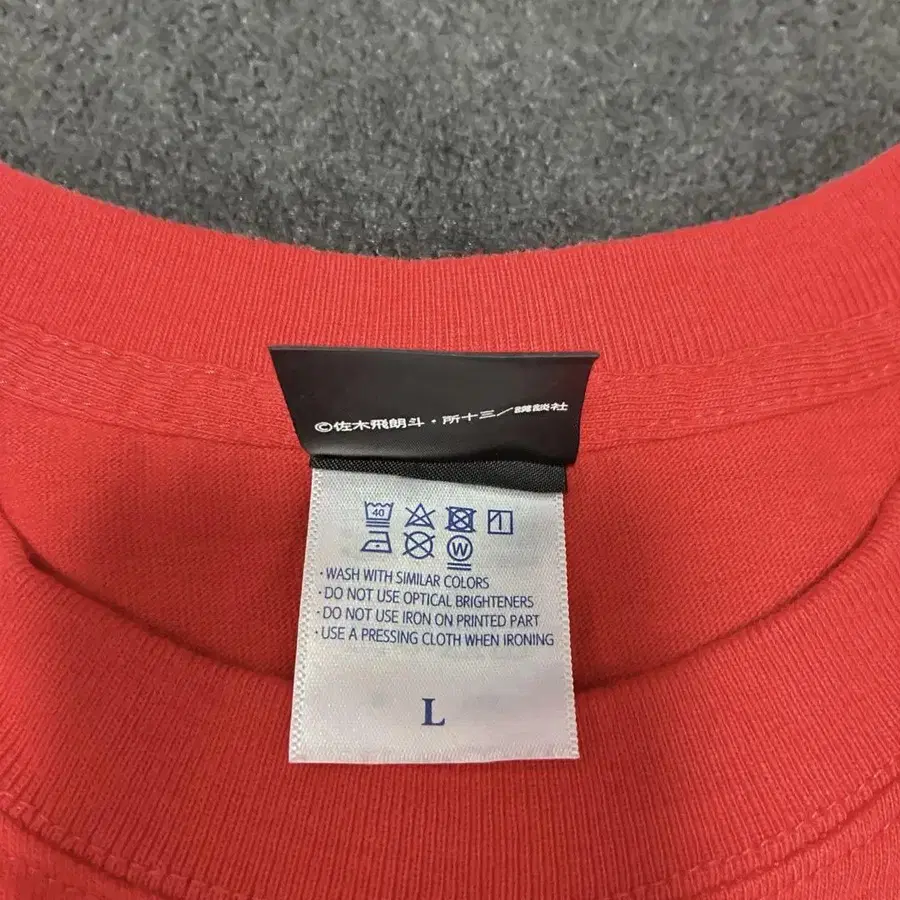 ©佐木飛朗斗・所十三／講談社
40
W
· WASH WITH SIMILAR COLORS
· DO NOT USE OPTICAL BRIGHTENERS
· DO NOT USE IRON ON PRINTED PART
· USE A PRESSING CLOTH WHEN IRONING
L